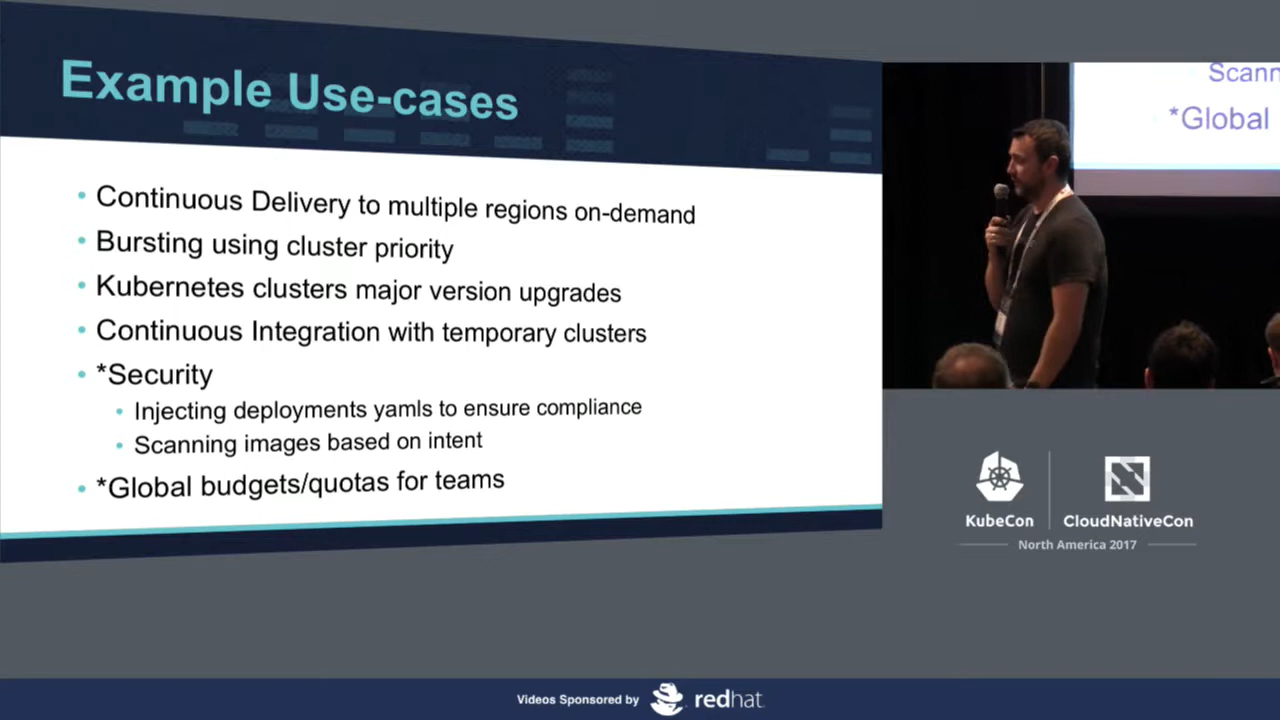 Example Use-cases
• Continuous Delivery to multiple regions on-demand
• Bursting using cluster priority
• Kubernetes clusters major version upgrades
• Continuous Integration with temporary clusters
• *Security
• Injecting deployments yamls to ensure compliance
• Scanning images based on intent
• *Global budgets/quotas for teams
Scann
*Global
KubeCon
CloudNativeCon
North America 2017
Videos Sponsored by redhat